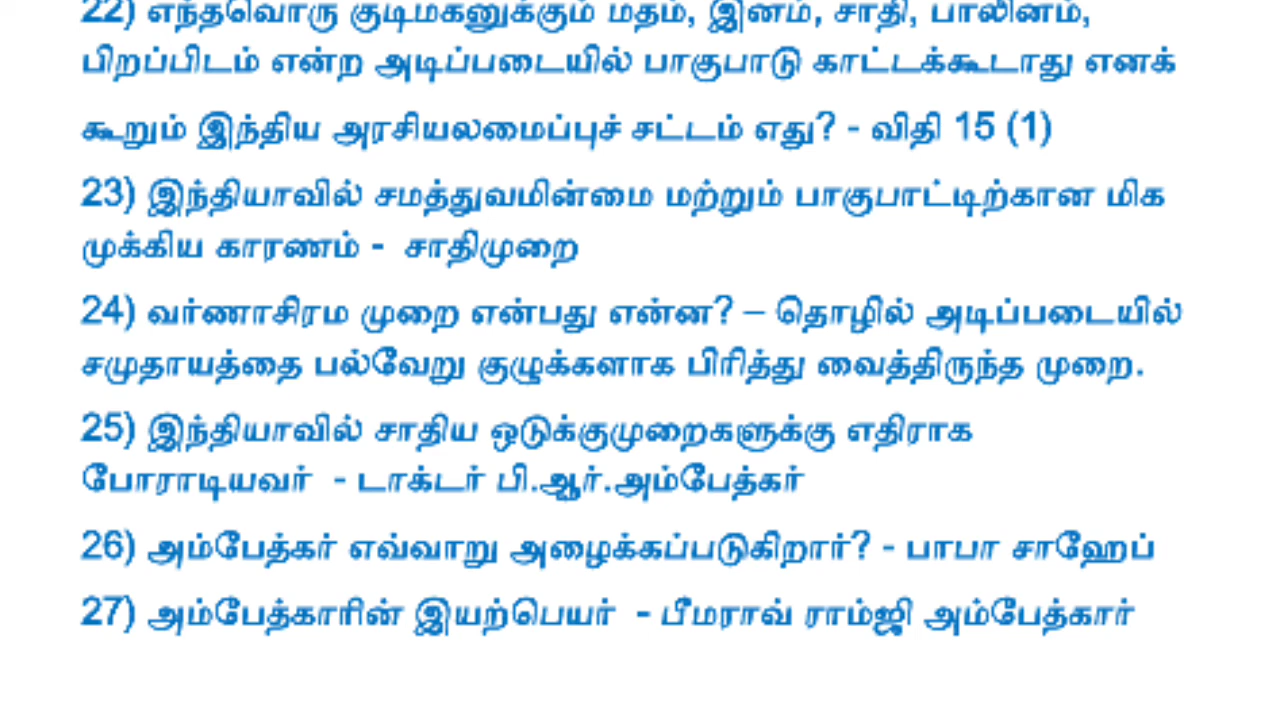 22) எந்தவொரு குடிமகனுக்கும் மதம், இனம், சாதி, பாலினம்,
பிறப்பிடம் என்ற அடிப்படையில் பாகுபாடு காட்டக்கூடாது எனக்
கூறும் இந்திய அரசியலமைப்புச் சட்டம் எது? - விதி 15 (1)
23) இந்தியாவில் சமத்துவமின்மை மற்றும் பாகுபாட்டிற்கான மிக
முக்கிய காரணம் - சாதிமுறை
24) வர்ணாசிரம முறை என்பது என்ன? – தொழில் அடிப்படையில்
சமுதாயத்தை பல்வேறு குழுக்களாக பிரித்து வைத்திருந்த முறை.
25) இந்தியாவில் சாதிய ஒடுக்குமுறைகளுக்கு எதிராக
போராடியவர் - டாக்டர் பி.ஆர்.அம்பேத்கர்
26) அம்பேத்கர் எவ்வாறு அழைக்கப்படுகிறார்? - பாபா சாஹேப்
27) அம்பேத்காரின் இயற்பெயர் - பீமராவ் ராம்ஜி அம்பேத்கார்